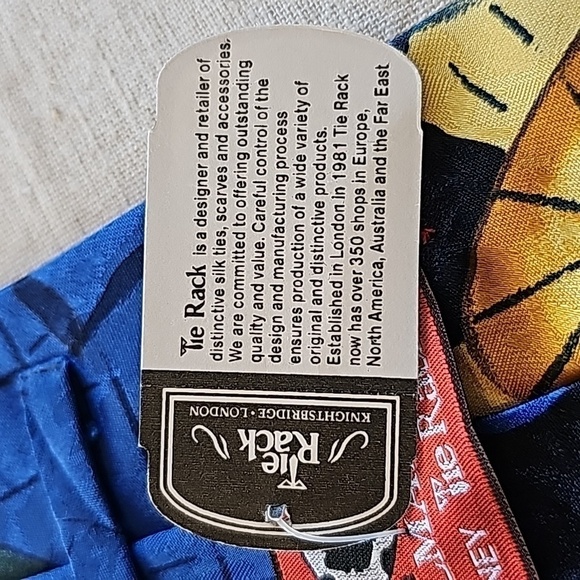 Tie Rack is a designer and retailer of
distinctive silk ties, scarves and accessories.
We are committed to offering outstanding
quality and value. Careful control of the
design and manufacturing process
ensures production of a wide variety of
original and distinctive products.
Established in London In 1981 Tie Rack
now has over 350 shops in Europe,
North America, Australia and the Far East
Tie
Rack
KNIGHTSBRIDGE • LONDON
Tie Rack